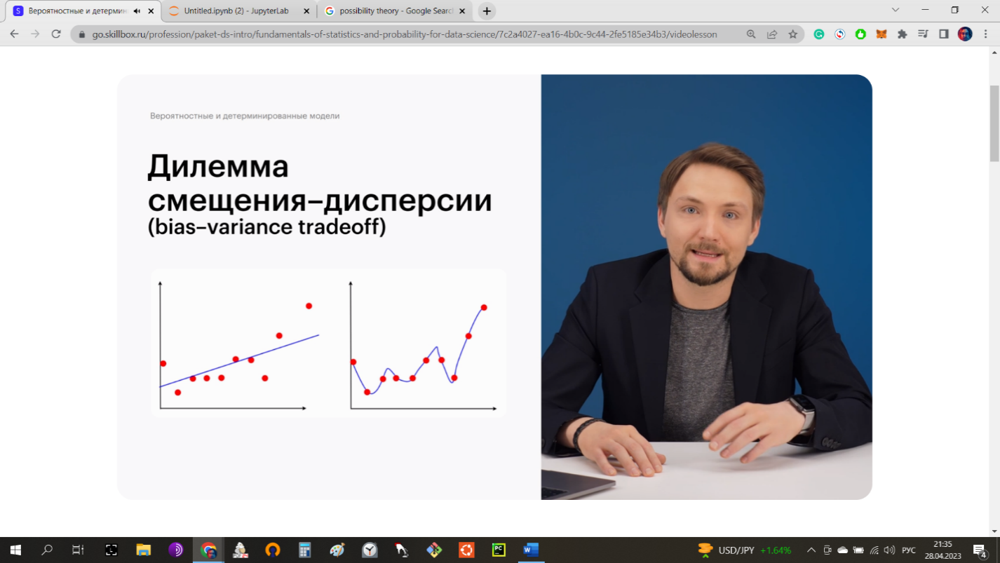 Вероятностные и детермин
Untitled.ipynb (2) - JupyterLab
possibility theory - Google Searc
go.skillbox.ru/profession/paket-ds-intro/fundamentals-of-statistics-and-probability-for-data-science/7c2a4027-ea16-4b0c-9c44-2fe5185e34b3/videolesson
Вероятностные и детерминированные модели
Дилемма
смещения–дисперсии
(bias–variance tradeoff)
USD/JPY +1.64%
РУС
21:35
28.04.2023
4